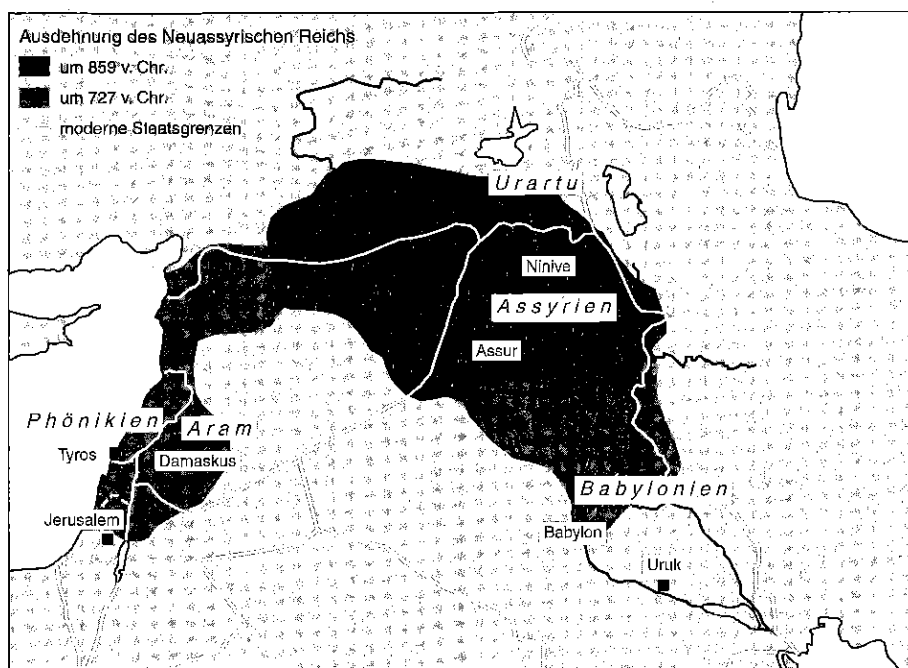 Ausdehnung des Neuassyrischen Reichs
um 859 v. Chr.
um 727 v. Chr.
moderne Staatsgrenzen
Urartu
Ninive
Assyrien
Assur
Phönikien
Aram
Tyros
Damaskus
Babylonien
Jerusalem
Babylon
Uruk